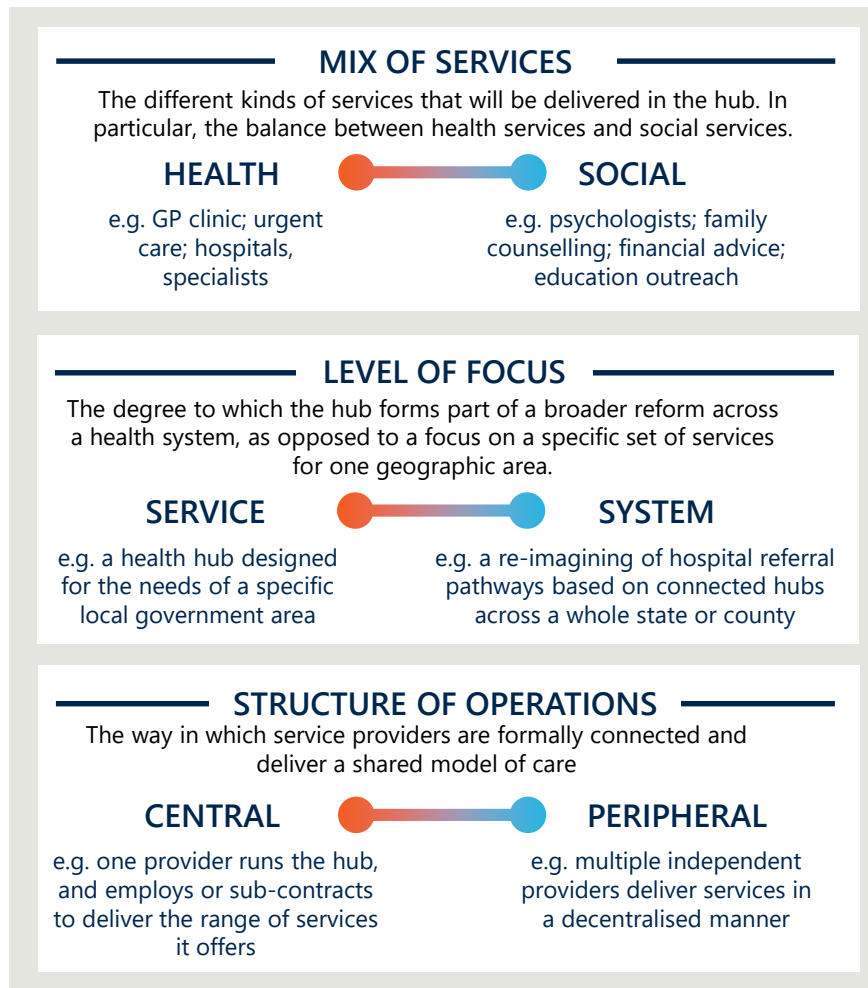 MIX OF SERVICES
The different kinds of services that will be delivered in the hub. In
particular, the balance between health services and social services.
HEALTH
e.g. GP clinic; urgent
care; hospitals,
specialists
SOCIAL
e.g. psychologists; family
counselling; financial advice;
education outreach
LEVEL OF FOCUS
The degree to which the hub forms part of a broader reform across
a health system, as opposed to a focus on a specific set of services
for one geographic area.
SERVICE
e.g. a health hub designed
for the needs of a specific
local government area
SYSTEM
e.g. a re-imagining of hospital referral
pathways based on connected hubs
across a whole state or county
STRUCTURE OF OPERATIONS
The way in which service providers are formally connected and
deliver a shared model of care
CENTRAL
e.g. one provider runs the hub,
and employs or sub-contracts
to deliver the range of services
it offers
PERIPHERAL
e.g. multiple independent
providers deliver services in
a decentralised manner